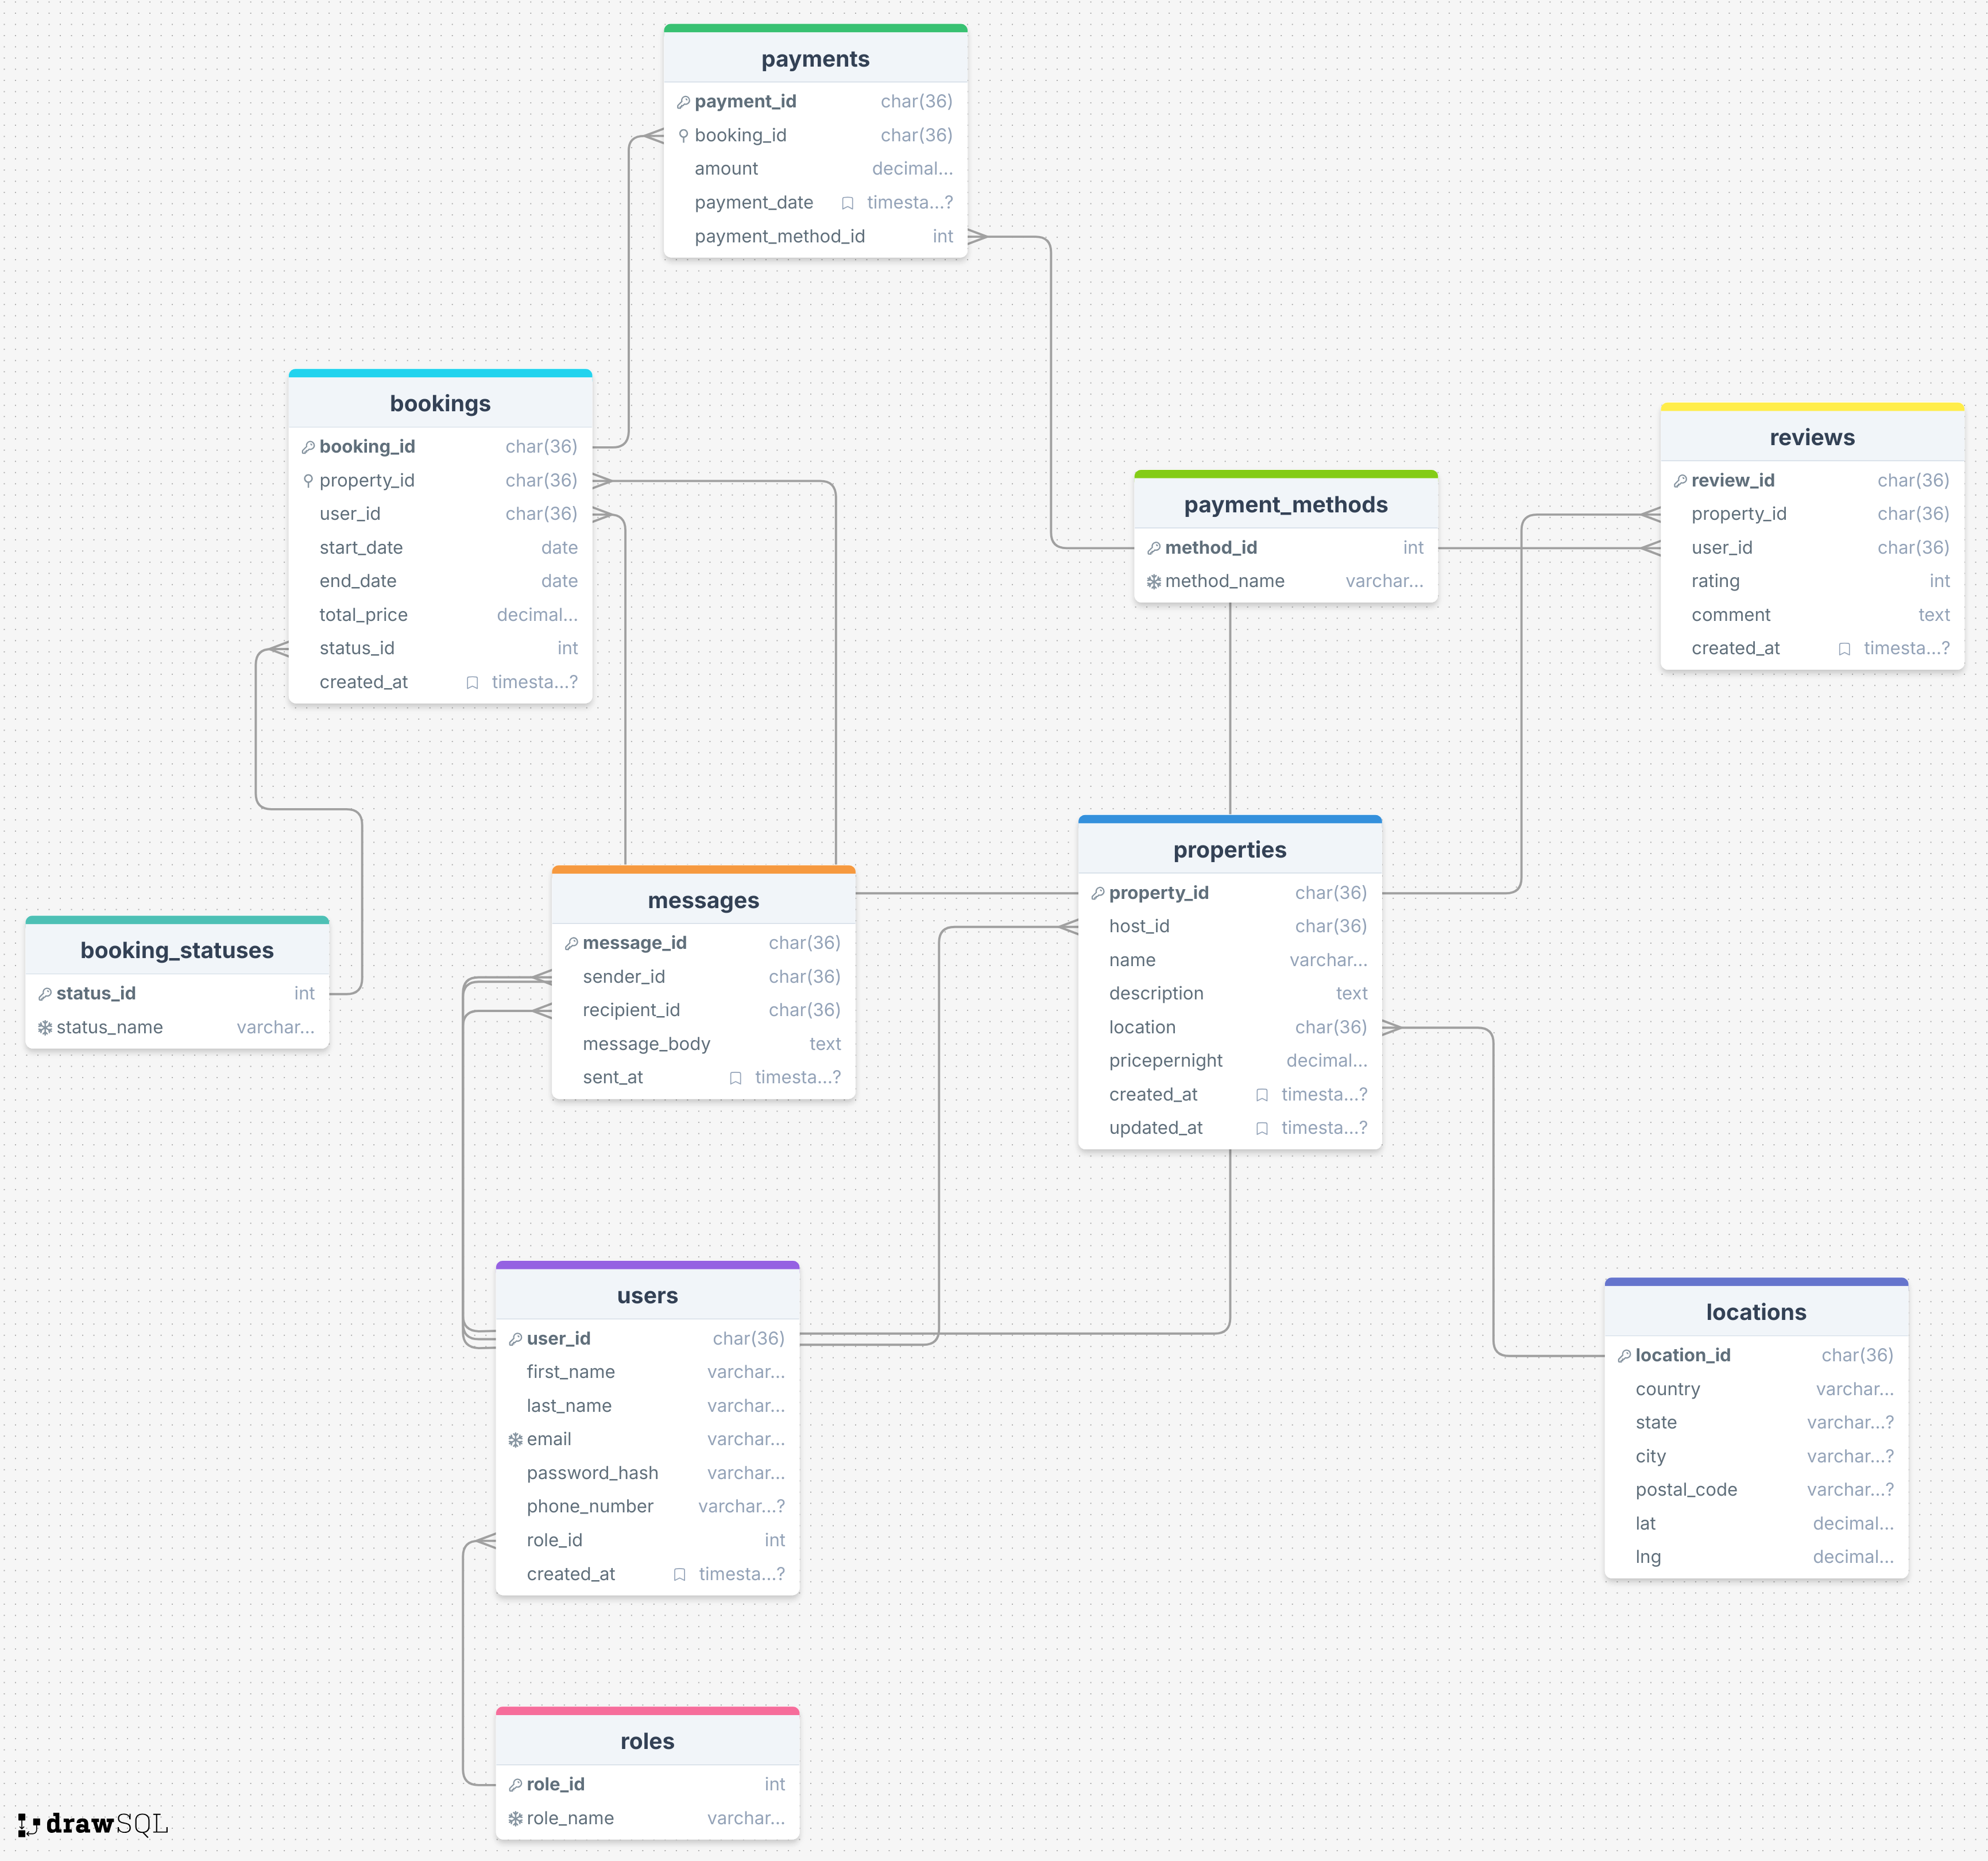 payments
payment_id char(36)
booking_id char(36)
amount decimal...
payment_date timesta...?
payment_method_id int
bookings
booking_id char(36)
property_id char(36)
user_id char(36)
start_date date
end_date date
total_price decimal...
status_id int
created_at timesta...?
payment_methods
method_id int
method_name varchar...
reviews
review_id char(36)
property_id char(36)
user_id char(36)
rating int
comment text
created_at timesta...?
booking_statuses
status_id int
status_name varchar...
messages
message_id char(36)
sender_id char(36)
recipient_id char(36)
message_body text
sent_at timesta...?
properties
property_id char(36)
host_id char(36)
name varchar...
description text
location char(36)
pricepernight decimal...
created_at timesta...?
updated_at timesta...?
users
user_id char(36)
first_name varchar...
last_name varchar...
email varchar...
password_hash varchar...
phone_number varchar...?
role_id int
created_at timesta...?
locations
location_id char(36)
country varchar...
state varchar...?
city varchar...?
postal_code varchar...?
lat decimal...
lng decimal...
roles
role_id int
role_name varchar...
drawSQL